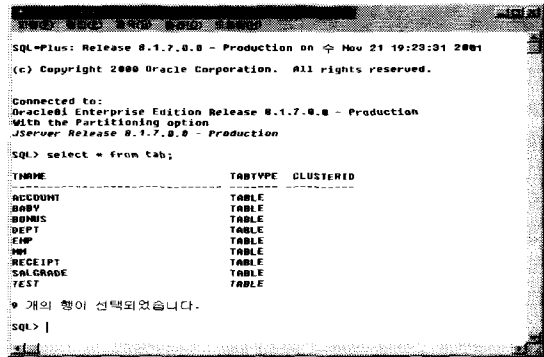 SQL*Plus: Release 8.1.7.0.0 - Production on 수 Nov 21 19:23:31 2001
(c) Copyright 2000 Oracle Corporation.  All rights reserved.
Connected to:
Oracle8i Enterprise Edition Release 8.1.7.0.0 - Production
With the Partitioning option
JServer Release 8.1.7.0.0 - Production
SQL> select * from tab;
TNAME TABTYPE CLUSTERID
------------------------------ ------- ----------
ACCOUNT TABLE
BABY TABLE
BONUS TABLE
DEPT TABLE
EMP TABLE
MM TABLE
RECEIPT TABLE
SALGRADE TABLE
TEST TABLE
9 개의 행이 선택되었습니다.
SQL>